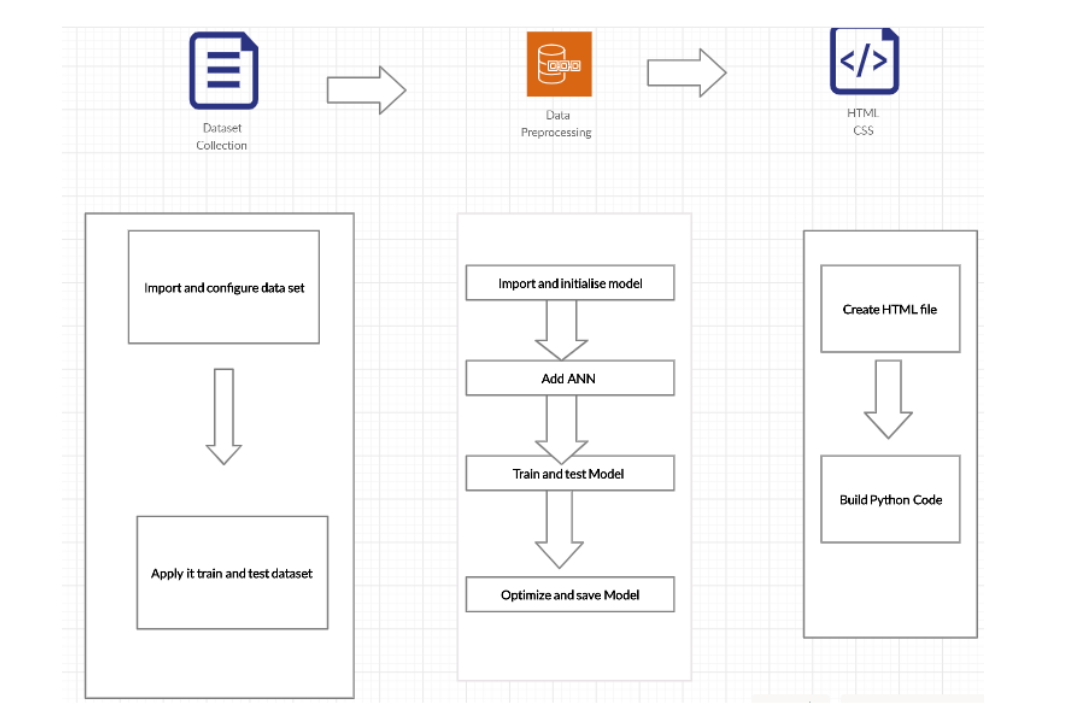 Dataset
Collection
Data
Preprocessing
</>
HTML
CSS
Import and configure data set
Apply it train and test dataset
Import and initialise model
Add ANN
Train and test Model
Optimize and save Model
Create HTML file
Build Python Code